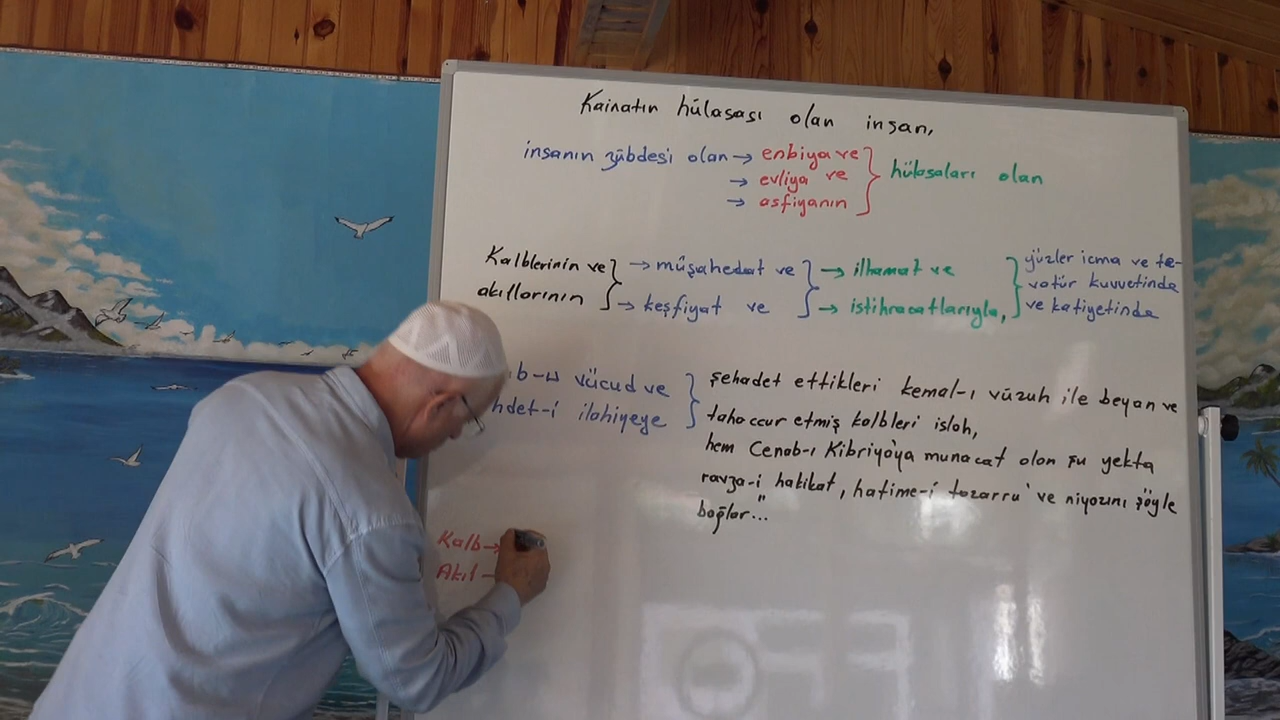 Kainatın hülasası olan insan,
insanın zübdesi olan → enbiya ve
→ evliya ve
→ asfiyanın
hülasaları olan
Kalblerinin ve
akıllarının
→ müşahedat ve
→ keşfiyat ve
→ ilhamat ve
→ istihracatlarıyla,
yüzler icma ve te-
vatür kuvvetinde
ve katiyetinde
vücud ve
ilahiyeye
şehadet ettikleri kemal-ı vüzuh ile beyan ve
tahaccur etmiş kalbleri islah,
hem Cenab-ı Kibriya'ya munacat olan şu yekta
ravza-i hakikat, hatime-i tazarru' ve niyazını şöyle
bağlar..."
Kalb →
Akıl